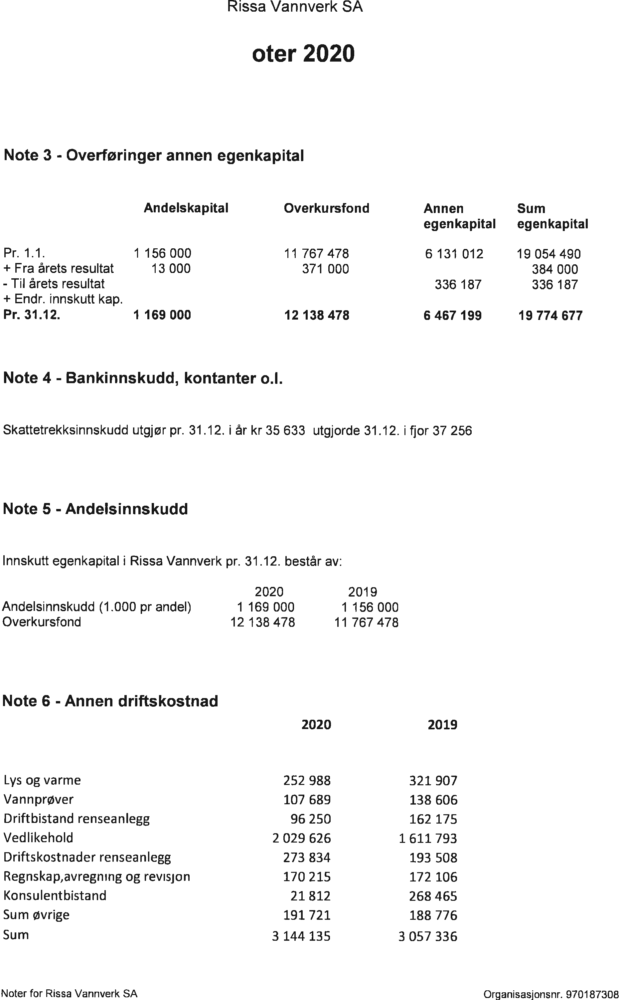 Rissa Vannverk SA
oter 2020
Note 3 - Overføringer annen egenkapital
Andelskapital Overkursfond Annen egenkapital Sum egenkapital
Pr. 1.1. 1 156 000 11 767 478 6 131 012 19 054 490
+ Fra årets resultat 13 000 371 000 384 000
- Til årets resultat 336 187 336 187
+ Endr. innskutt kap.
Pr. 31.12. 1 169 000 12 138 478 6 467 199 19 774 677
Note 4 - Bankinnskudd, kontanter o.l.
Skattetrekksinnskudd utgjør pr. 31.12. i år kr 35 633 utgjorde 31.12. i fjor 37 256
Note 5 - Andelsinnskudd
Innskutt egenkapital i Rissa Vannverk pr. 31.12. består av:
2020 2019
Andelsinnskudd (1.000 pr andel) 1 169 000 1 156 000
Overkursfond 12 138 478 11 767 478
Note 6 - Annen driftskostnad
2020 2019
Lys og varme 252 988 321 907
Vannprøver 107 689 138 606
Driftbistand renseanlegg 96 250 162 175
Vedlikehold 2 029 626 1 611 793
Driftskostnader renseanlegg 273 834 193 508
Regnskap,avregning og revisjon 170 215 172 106
Konsulentbistand 21 812 268 465
Sum øvrige 191 721 188 776
Sum 3 144 135 3 057 336
Noter for Rissa Vannverk SA Organisasjonsnr. 970187308